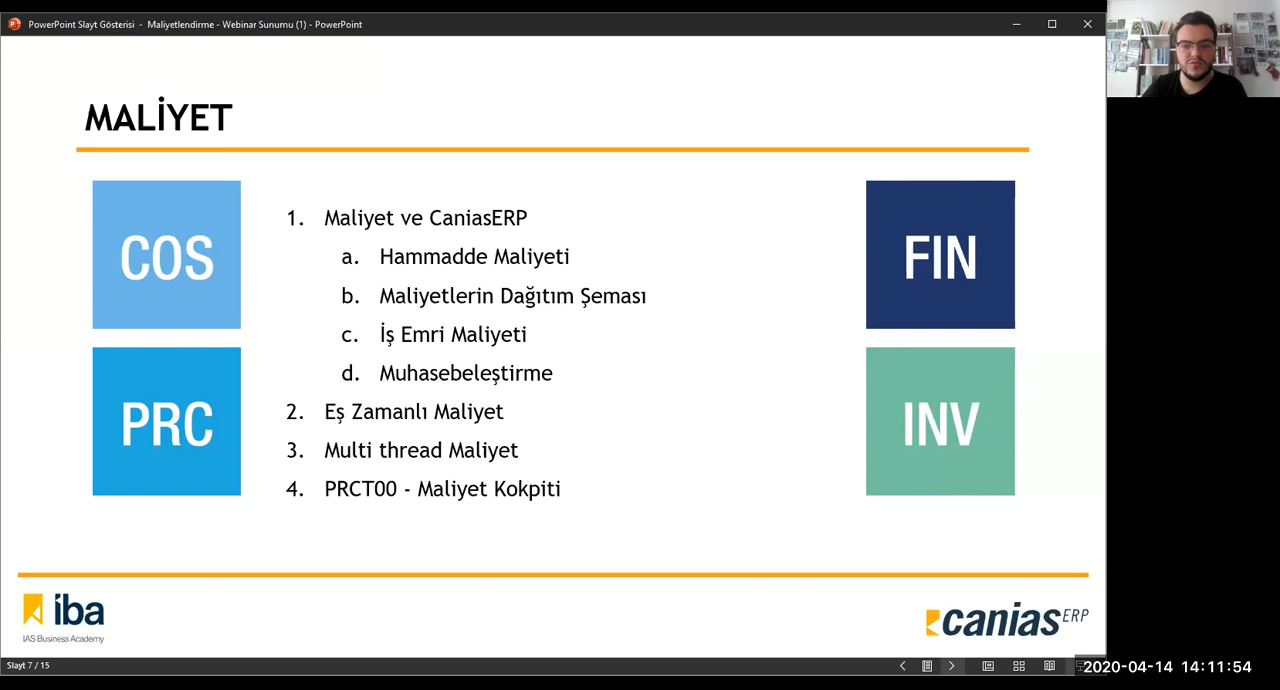 PowerPoint Slayt Gösterisi - Maliyetlendirme - Webinar Sunumu (1) - PowerPoint
MALİYET
COS
PRC
1. Maliyet ve CaniasERP
a. Hammadde Maliyeti
b. Maliyetlerin Dağıtım Şeması
c. İş Emri Maliyeti
d. Muhasebeleştirme
2. Eş Zamanlı Maliyet
3. Multi thread Maliyet
4. PRCT00 - Maliyet Kokpiti
FIN
INV
iba
IAS Business Academy
canias ERP
Slayt 7 / 15
2020-04-14 14:11:54